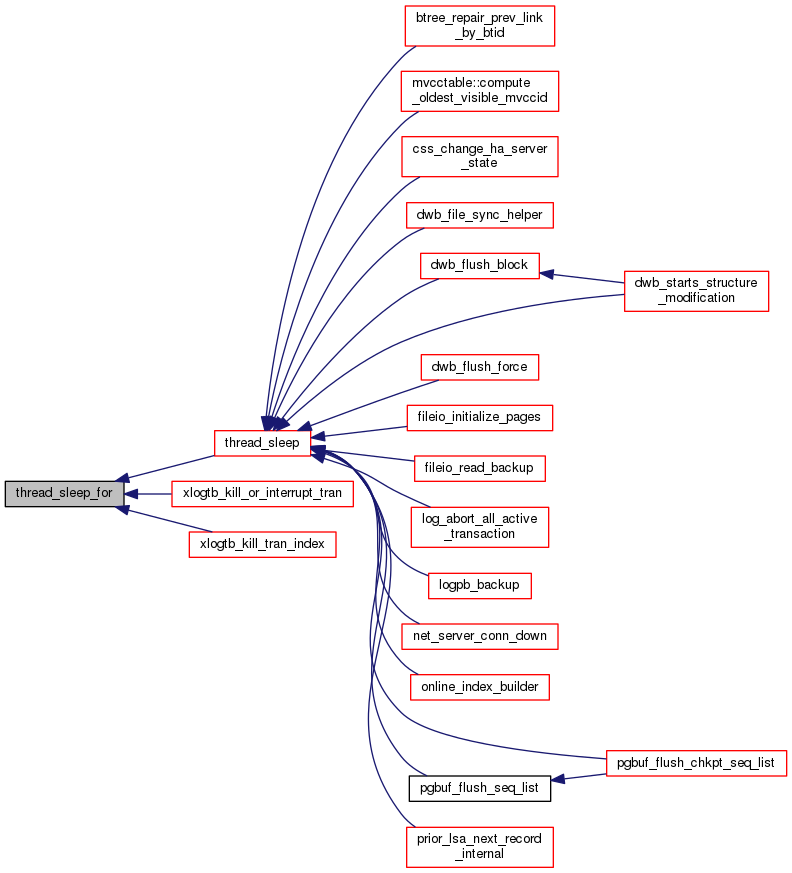 btree_repair_prev_link
_by_btid
mvcctable::compute
_oldest_visible_mvccid
css_change_ha_server
_state
dwb_file_sync_helper
dwb_flush_block
dwb_starts_structure
_modification
dwb_flush_force
fileio_initialize_pages
thread_sleep
fileio_read_backup
thread_sleep_for
xlogtb_kill_or_interrupt_tran
log_abort_all_active
_transaction
xlogtb_kill_tran_index
logpb_backup
net_server_conn_down
online_index_builder
pgbuf_flush_chkpt_seq_list
pgbuf_flush_seq_list
prior_lsa_next_record
_internal